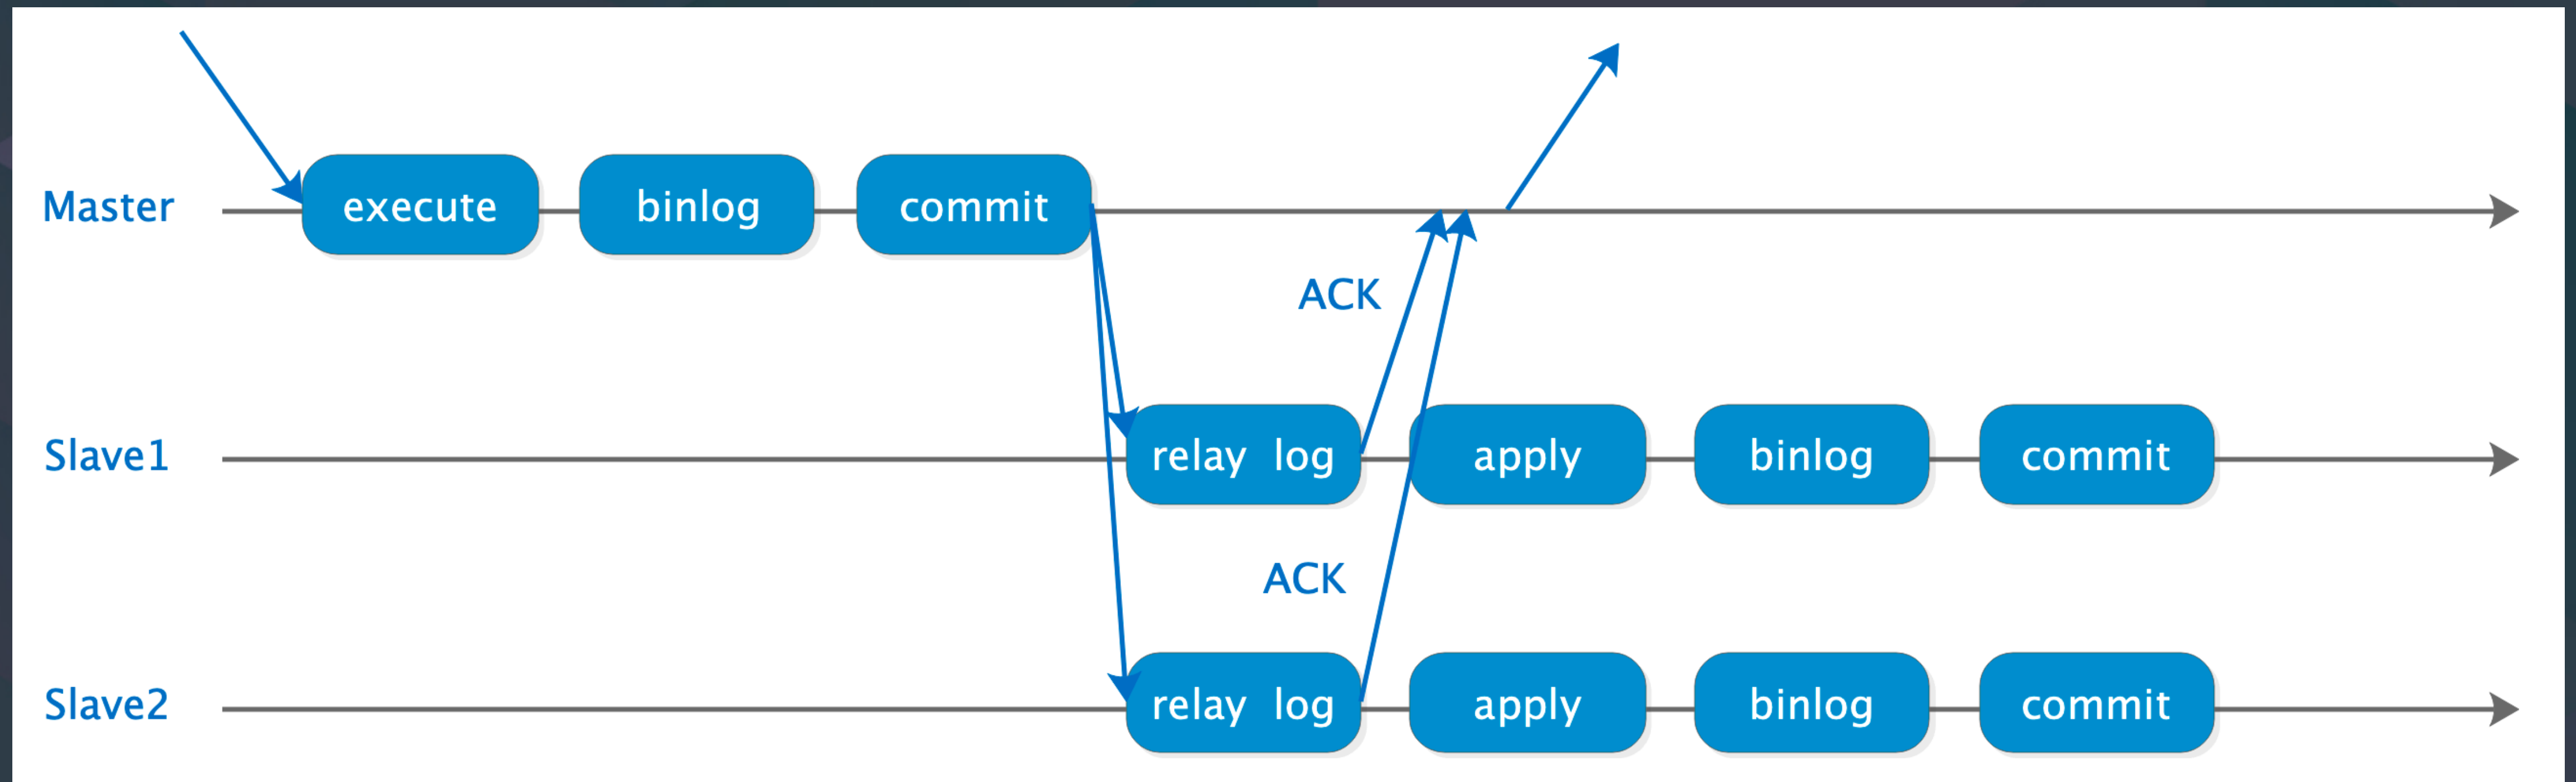 Master
execute
binlog
commit
ACK
Slave1
relay log
apply
binlog
commit
ACK
Slave2
relay log
apply
binlog
commit